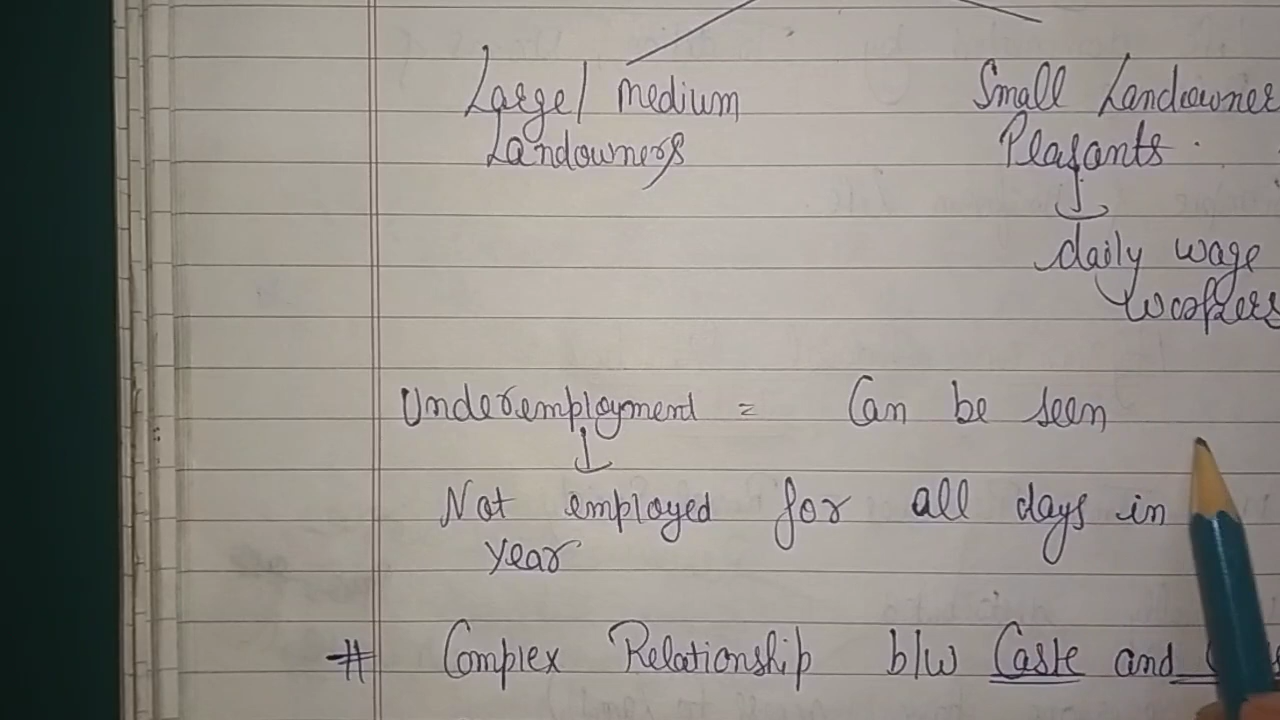 Large/ medium
Landowners
Small Landowner
Peasants.
daily wage
workers
Underemployment = Can be seen
Not employed for all days in
year
# Complex Relationship b/w Caste and